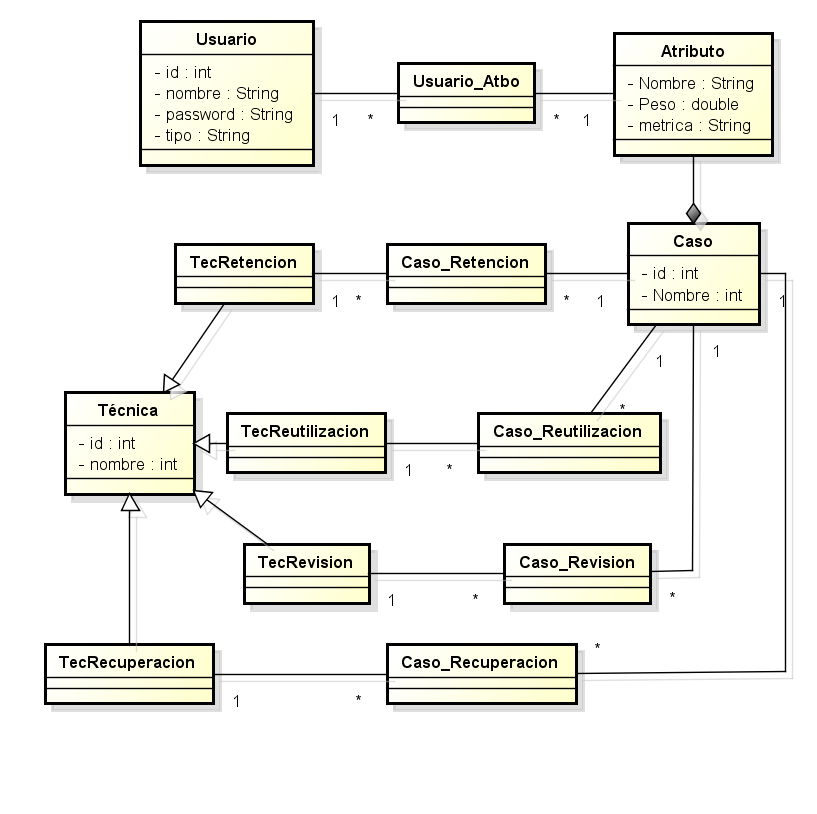 Usuario
- id : int
- nombre : String
- password : String
- tipo : String
1
*
Usuario_Atbo
*
1
Atributo
- Nombre : String
- Peso : double
- metrica : String
TecRetencion
1
*
Caso_Retencion
*
1
Caso
- id : int
- Nombre : int
1
1
1
Técnica
- id : int
- nombre : int
TecReutilizacion
1
*
Caso_Reutilizacion
*
TecRevision
1
*
Caso_Revision
*
TecRecuperacion
1
*
Caso_Recuperacion
*